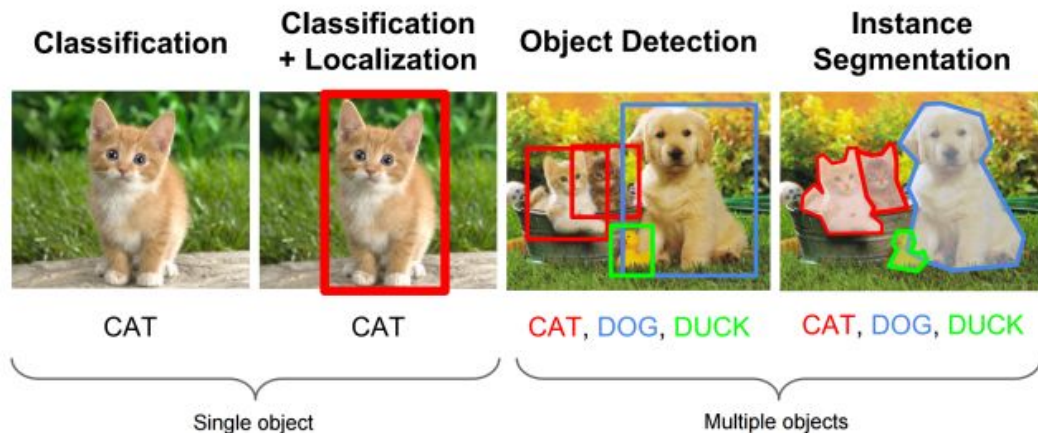 Classification
Classification
+ Localization
Object Detection
Instance
Segmentation
CAT
CAT
CAT, DOG, DUCK
CAT, DOG, DUCK
Single object
Multiple objects